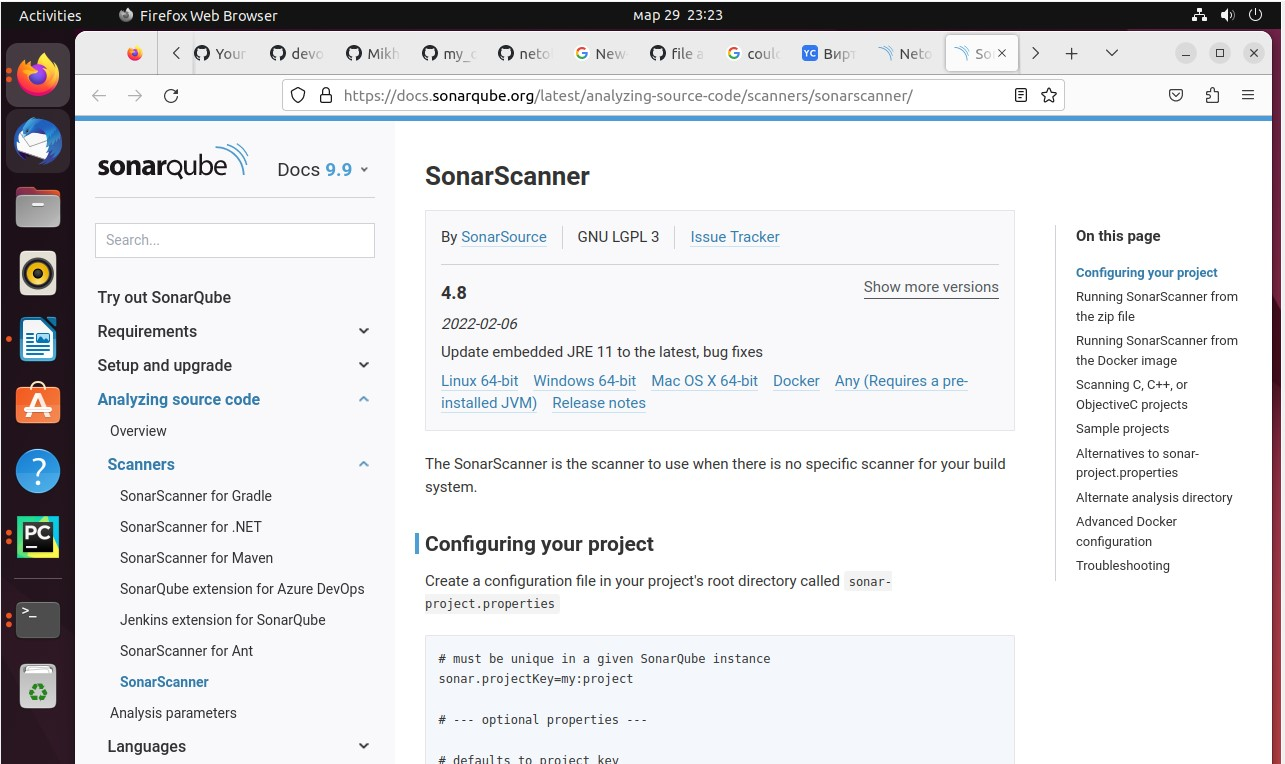 Activities
Firefox Web Browser
мар 29 23:23
Your
devo
Mikh
my_c
neto
New
file a
coul
YC Вирт
Neto
So
https://docs.sonarqube.org/latest/analyzing-source-code/scanners/sonarscanner/
sonarqube
Docs 9.9
Search...
Try out SonarQube
Requirements
Setup and upgrade
Analyzing source code
Overview
Scanners
SonarScanner for Gradle
SonarScanner for .NET
SonarScanner for Maven
SonarQube extension for Azure DevOps
Jenkins extension for SonarQube
SonarScanner for Ant
SonarScanner
Analysis parameters
Languages
SonarScanner
By SonarSource
GNU LGPL 3
Issue Tracker
4.8
Show more versions
2022-02-06
Update embedded JRE 11 to the latest, bug fixes
Linux 64-bit Windows 64-bit Mac OS X 64-bit Docker Any (Requires a pre-
installed JVM) Release notes
The SonarScanner is the scanner to use when there is no specific scanner for your build
system.
Configuring your project
Create a configuration file in your project's root directory called sonar-
project.properties
# must be unique in a given SonarQube instance
sonar.projectKey=my:project
# --- optional properties ---
# defaults to project key
On this page
Configuring your project
Running SonarScanner from
the zip file
Running SonarScanner from
the Docker image
Scanning C, C++, or
ObjectiveC projects
Sample projects
Alternatives to sonar-
project.properties
Alternate analysis directory
Advanced Docker
configuration
Troubleshooting
PC
>_